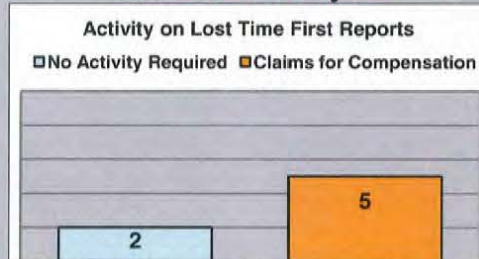 Activity on Lost Time First Reports
No Activity Required Claims for Compensation
5
2